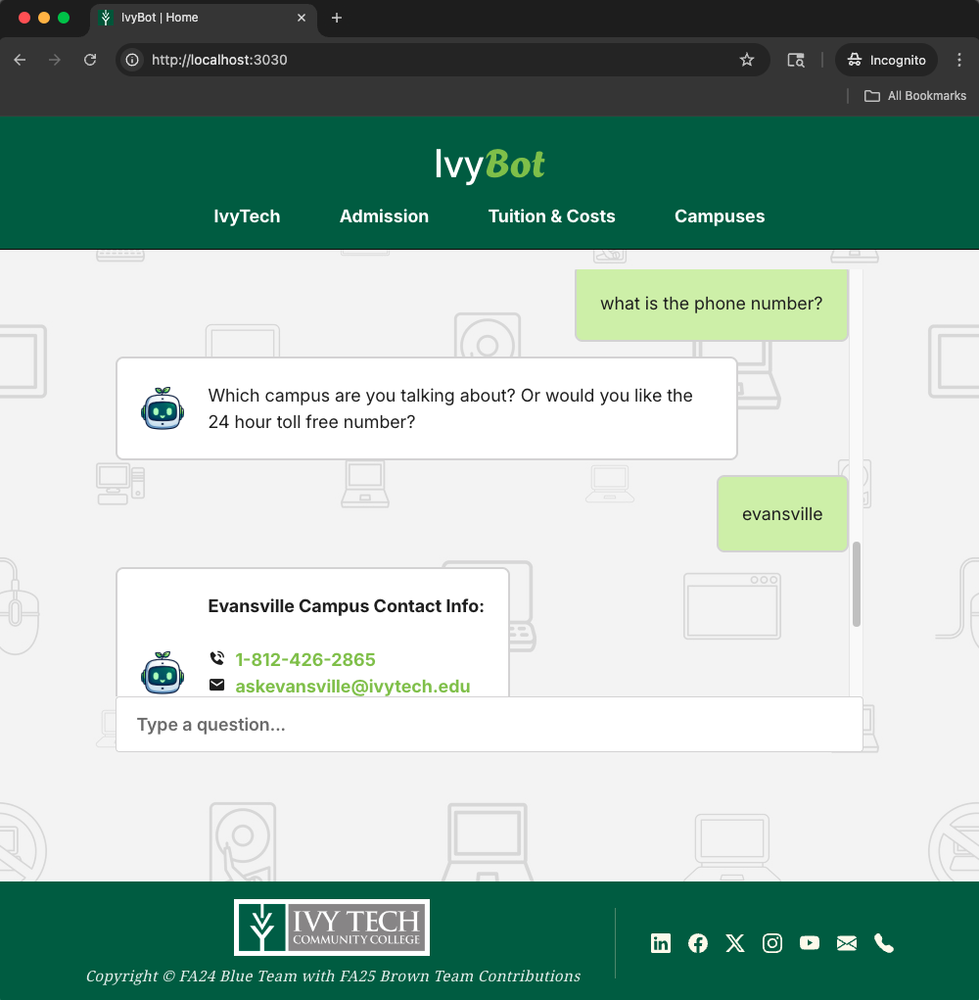 IvyBot | Home
http://localhost:3030
Incognito
All Bookmarks
IvyBot
IvyTech
Admission
Tuition & Costs
Campuses
what is the phone number?
Which campus are you talking about? Or would you like the
24 hour toll free number?
evansville
Evansville Campus Contact Info:
1-812-426-2865
askevansville@ivytech.edu
Type a question...
IVY TECH
COMMUNITY COLLEGE
Copyright © FA24 Blue Team with FA25 Brown Team Contributions